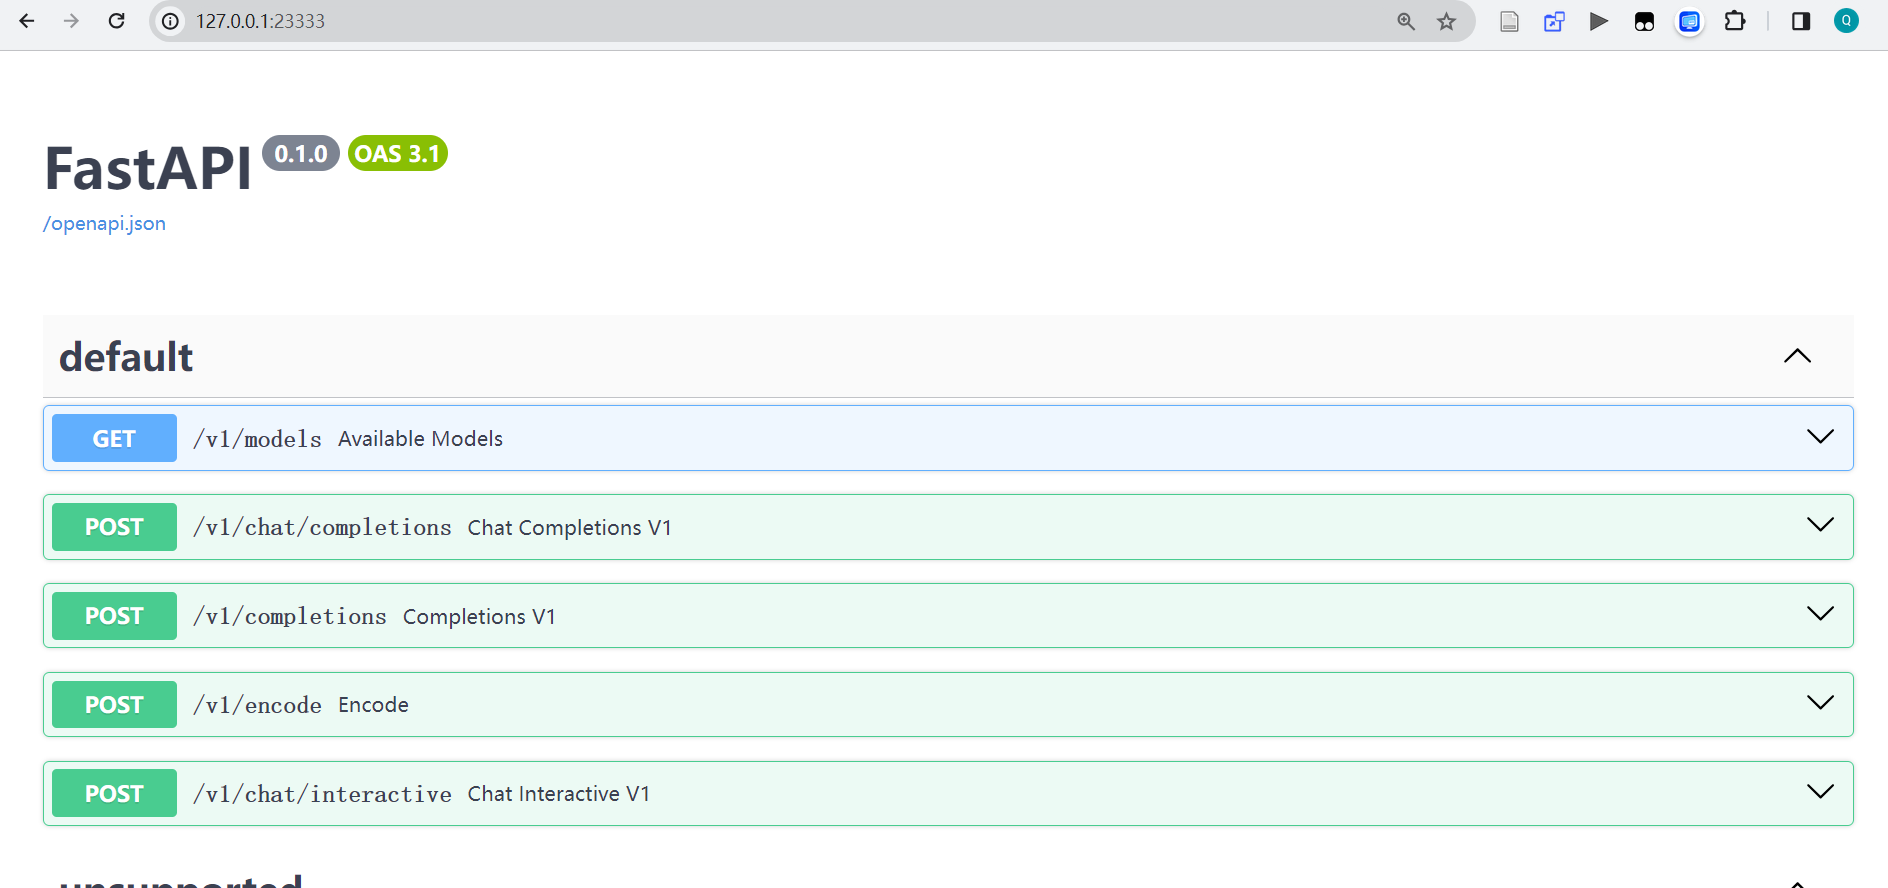 127.0.0.1:23333
Q
FastAPI 0.1.0 OAS 3.1
/openapi.json
default
GET /v1/models Available Models
POST /v1/chat/completions Chat Completions V1
POST /v1/completions Completions V1
POST /v1/encode Encode
POST /v1/chat/interactive Chat Interactive V1
unsupported